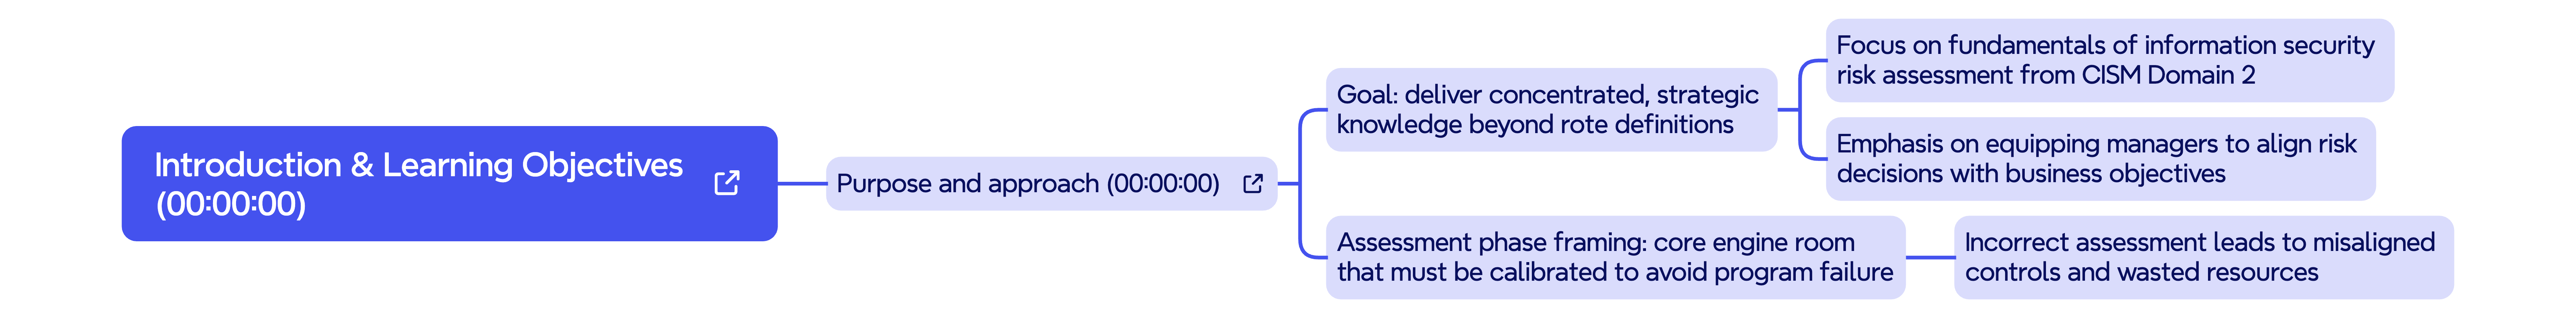 Introduction & Learning Objectives
(00:00:00)
Purpose and approach (00:00:00)
Goal: deliver concentrated, strategic
knowledge beyond rote definitions
Focus on fundamentals of information security
risk assessment from CISM Domain 2
Emphasis on equipping managers to align risk
decisions with business objectives
Assessment phase framing: core engine room
that must be calibrated to avoid program failure
Incorrect assessment leads to misaligned
controls and wasted resources